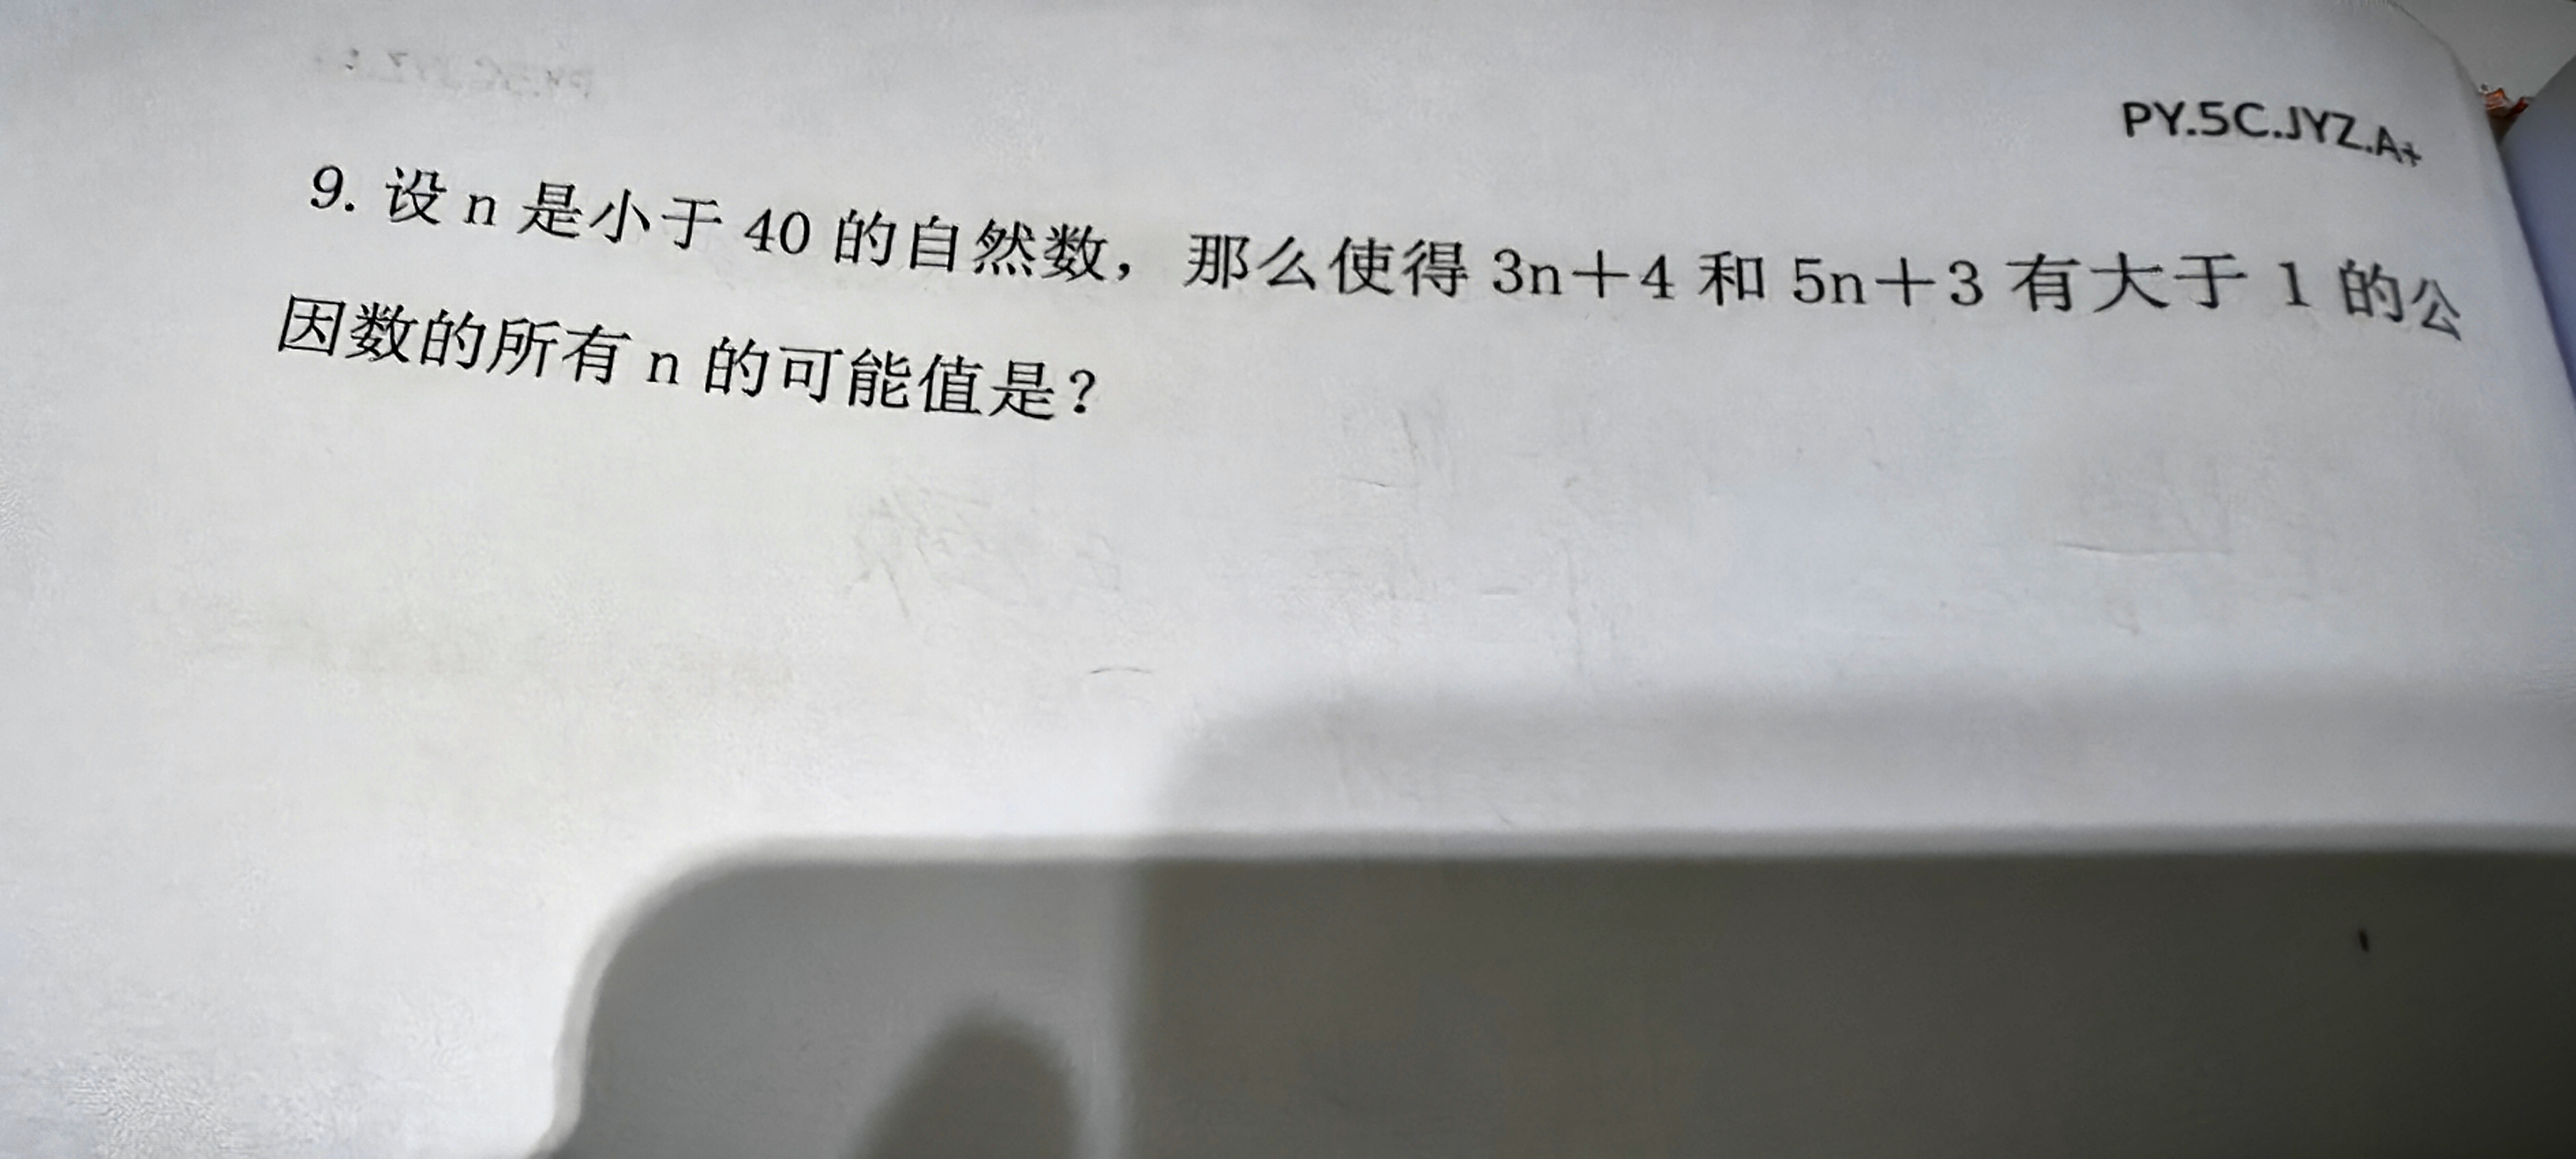 PY.5C.JYZ.A+
9. 设 n 是小于 40 的自然数，那么使得 3n＋4 和 5n＋3 有大于 1 的公
因数的所有 n 的可能值是？